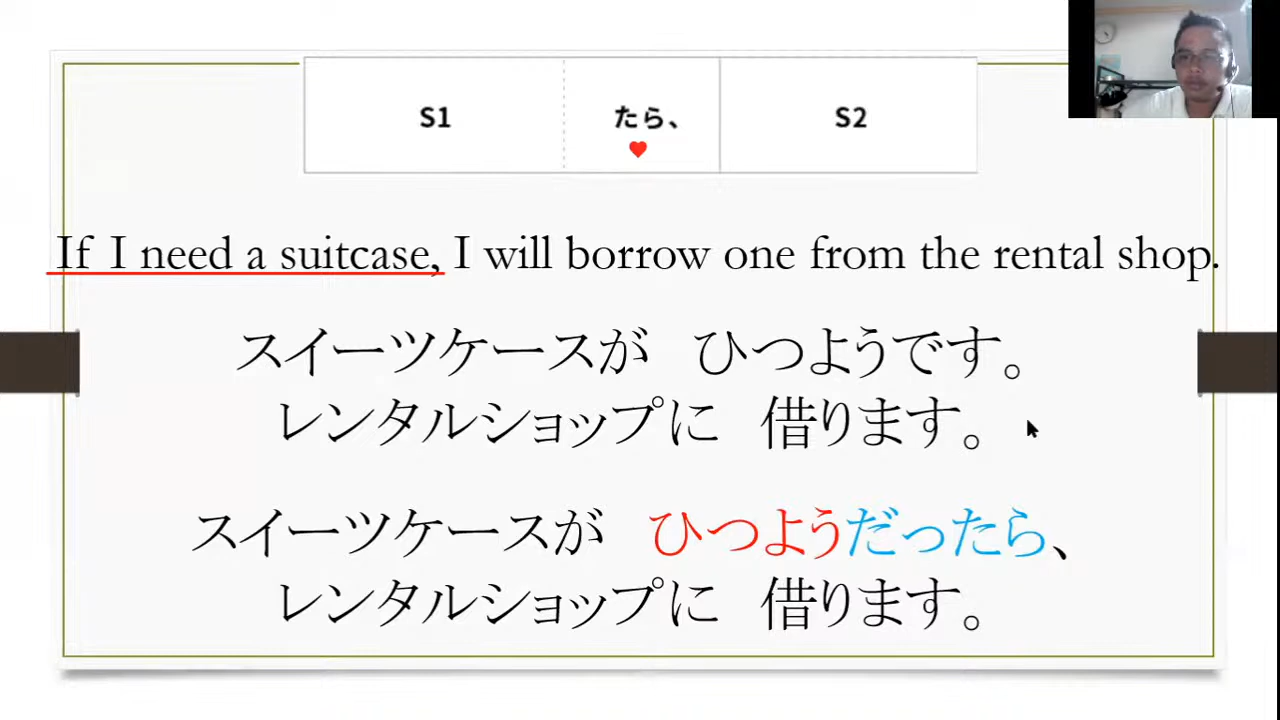 S1 たら、 S2
If I need a suitcase, I will borrow one from the rental shop.
スイーツケースが ひつようです。
レンタルショップに 借ります。
スイーツケースが ひつようだったら、
レンタルショップに 借ります。